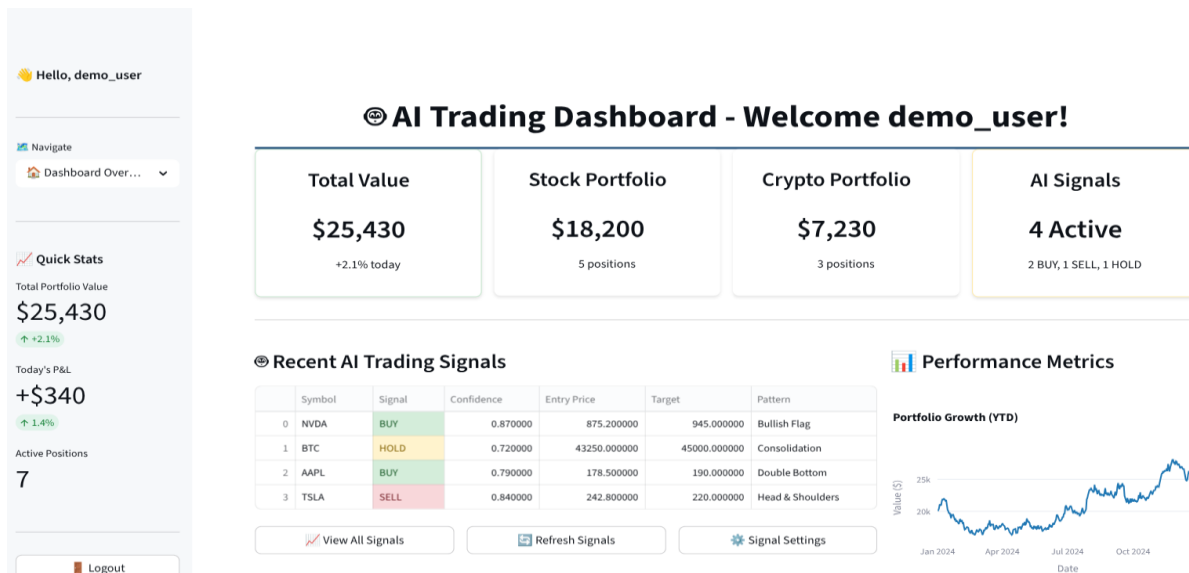 👋 Hello, demo_user
🗺️ Navigate
🏠 Dashboard Over...
📈 Quick Stats
Total Portfolio Value
$25,430
↑ +2.1%
Today's P&L
+$340
↑ 1.4%
Active Positions
7
🚪 Logout
AI Trading Dashboard - Welcome demo_user!
Total Value
$25,430
+2.1% today
Stock Portfolio
$18,200
5 positions
Crypto Portfolio
$7,230
3 positions
AI Signals
4 Active
2 BUY, 1 SELL, 1 HOLD
Recent AI Trading Signals
Symbol Signal Confidence Entry Price Target Pattern
0 NVDA BUY 0.870000 875.200000 945.000000 Bullish Flag
1 BTC HOLD 0.720000 43250.000000 45000.000000 Consolidation
2 AAPL BUY 0.790000 178.500000 190.000000 Double Bottom
3 TSLA SELL 0.840000 242.800000 220.000000 Head & Shoulders
📈 View All Signals
🔄 Refresh Signals
⚙️ Signal Settings
📊 Performance Metrics
Portfolio Growth (YTD)
Value ($)
25k
20k
Jan 2024 Apr 2024 Jul 2024 Oct 2024
Date